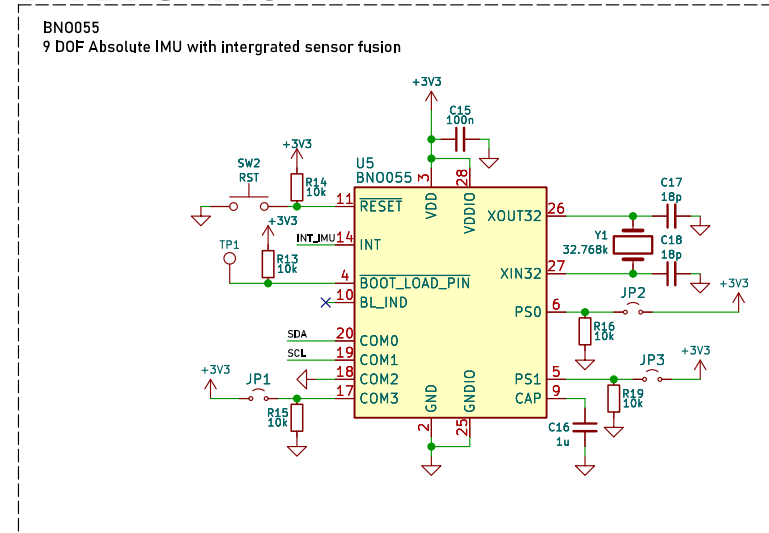 BNO055
9 DOF Absolute IMU with intergrated sensor fusion
+3V3
C15
100n
+3V3
SW2
RST
R14
10k
U5
BNO055
3
28
VDD
VDDIO
11
RESET
26
XOUT32
C17
18p
+3V3
INT_IMU
14
INT
Y1
32.768k
C18
18p
TP1
R13
10k
27
XIN32
4
BOOT_LOAD_PIN
10
BL_IND
+3V3
JP2
6
PS0
R16
10k
SDA
20
COM0
SCL
19
COM1
18
COM2
17
COM3
+3V3
JP1
R15
10k
+3V3
JP3
5
PS1
9
CAP
R19
10k
GND
GNDIO
2
25
C16
1u